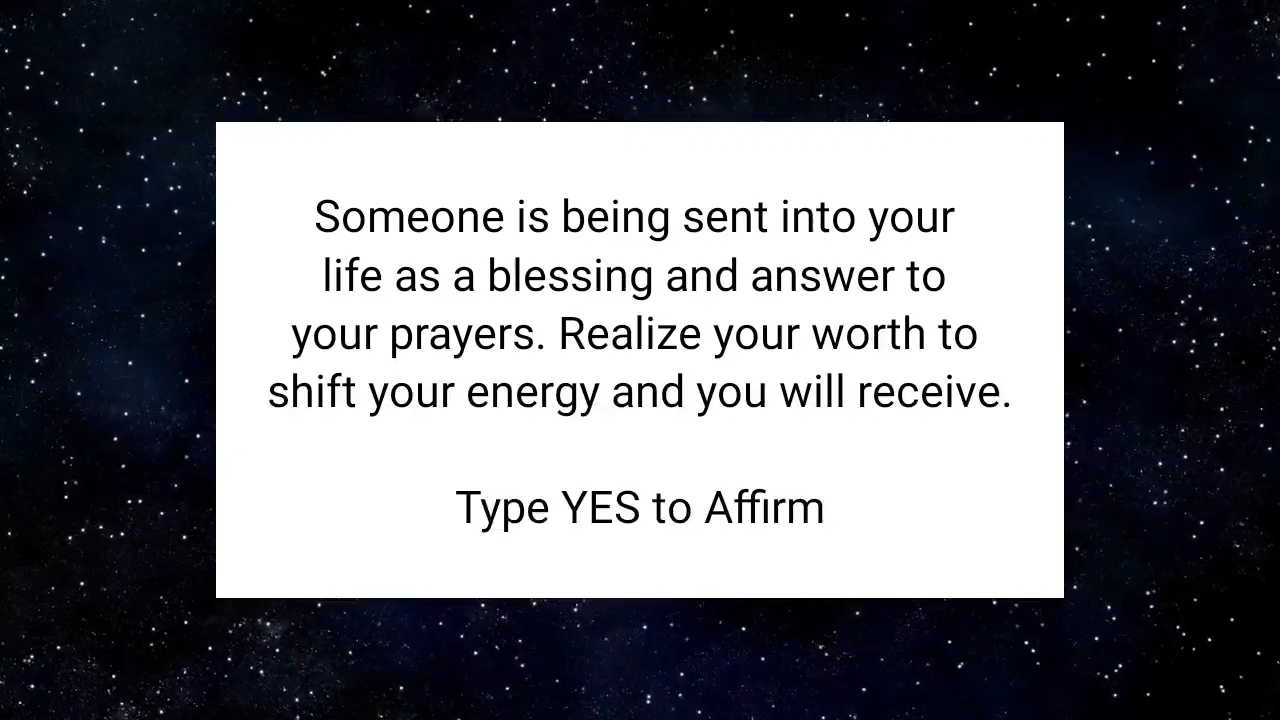 Someone is being sent into your
life as a blessing and answer to
your prayers. Realize your worth to
shift your energy and you will receive.
Type YES to Affirm